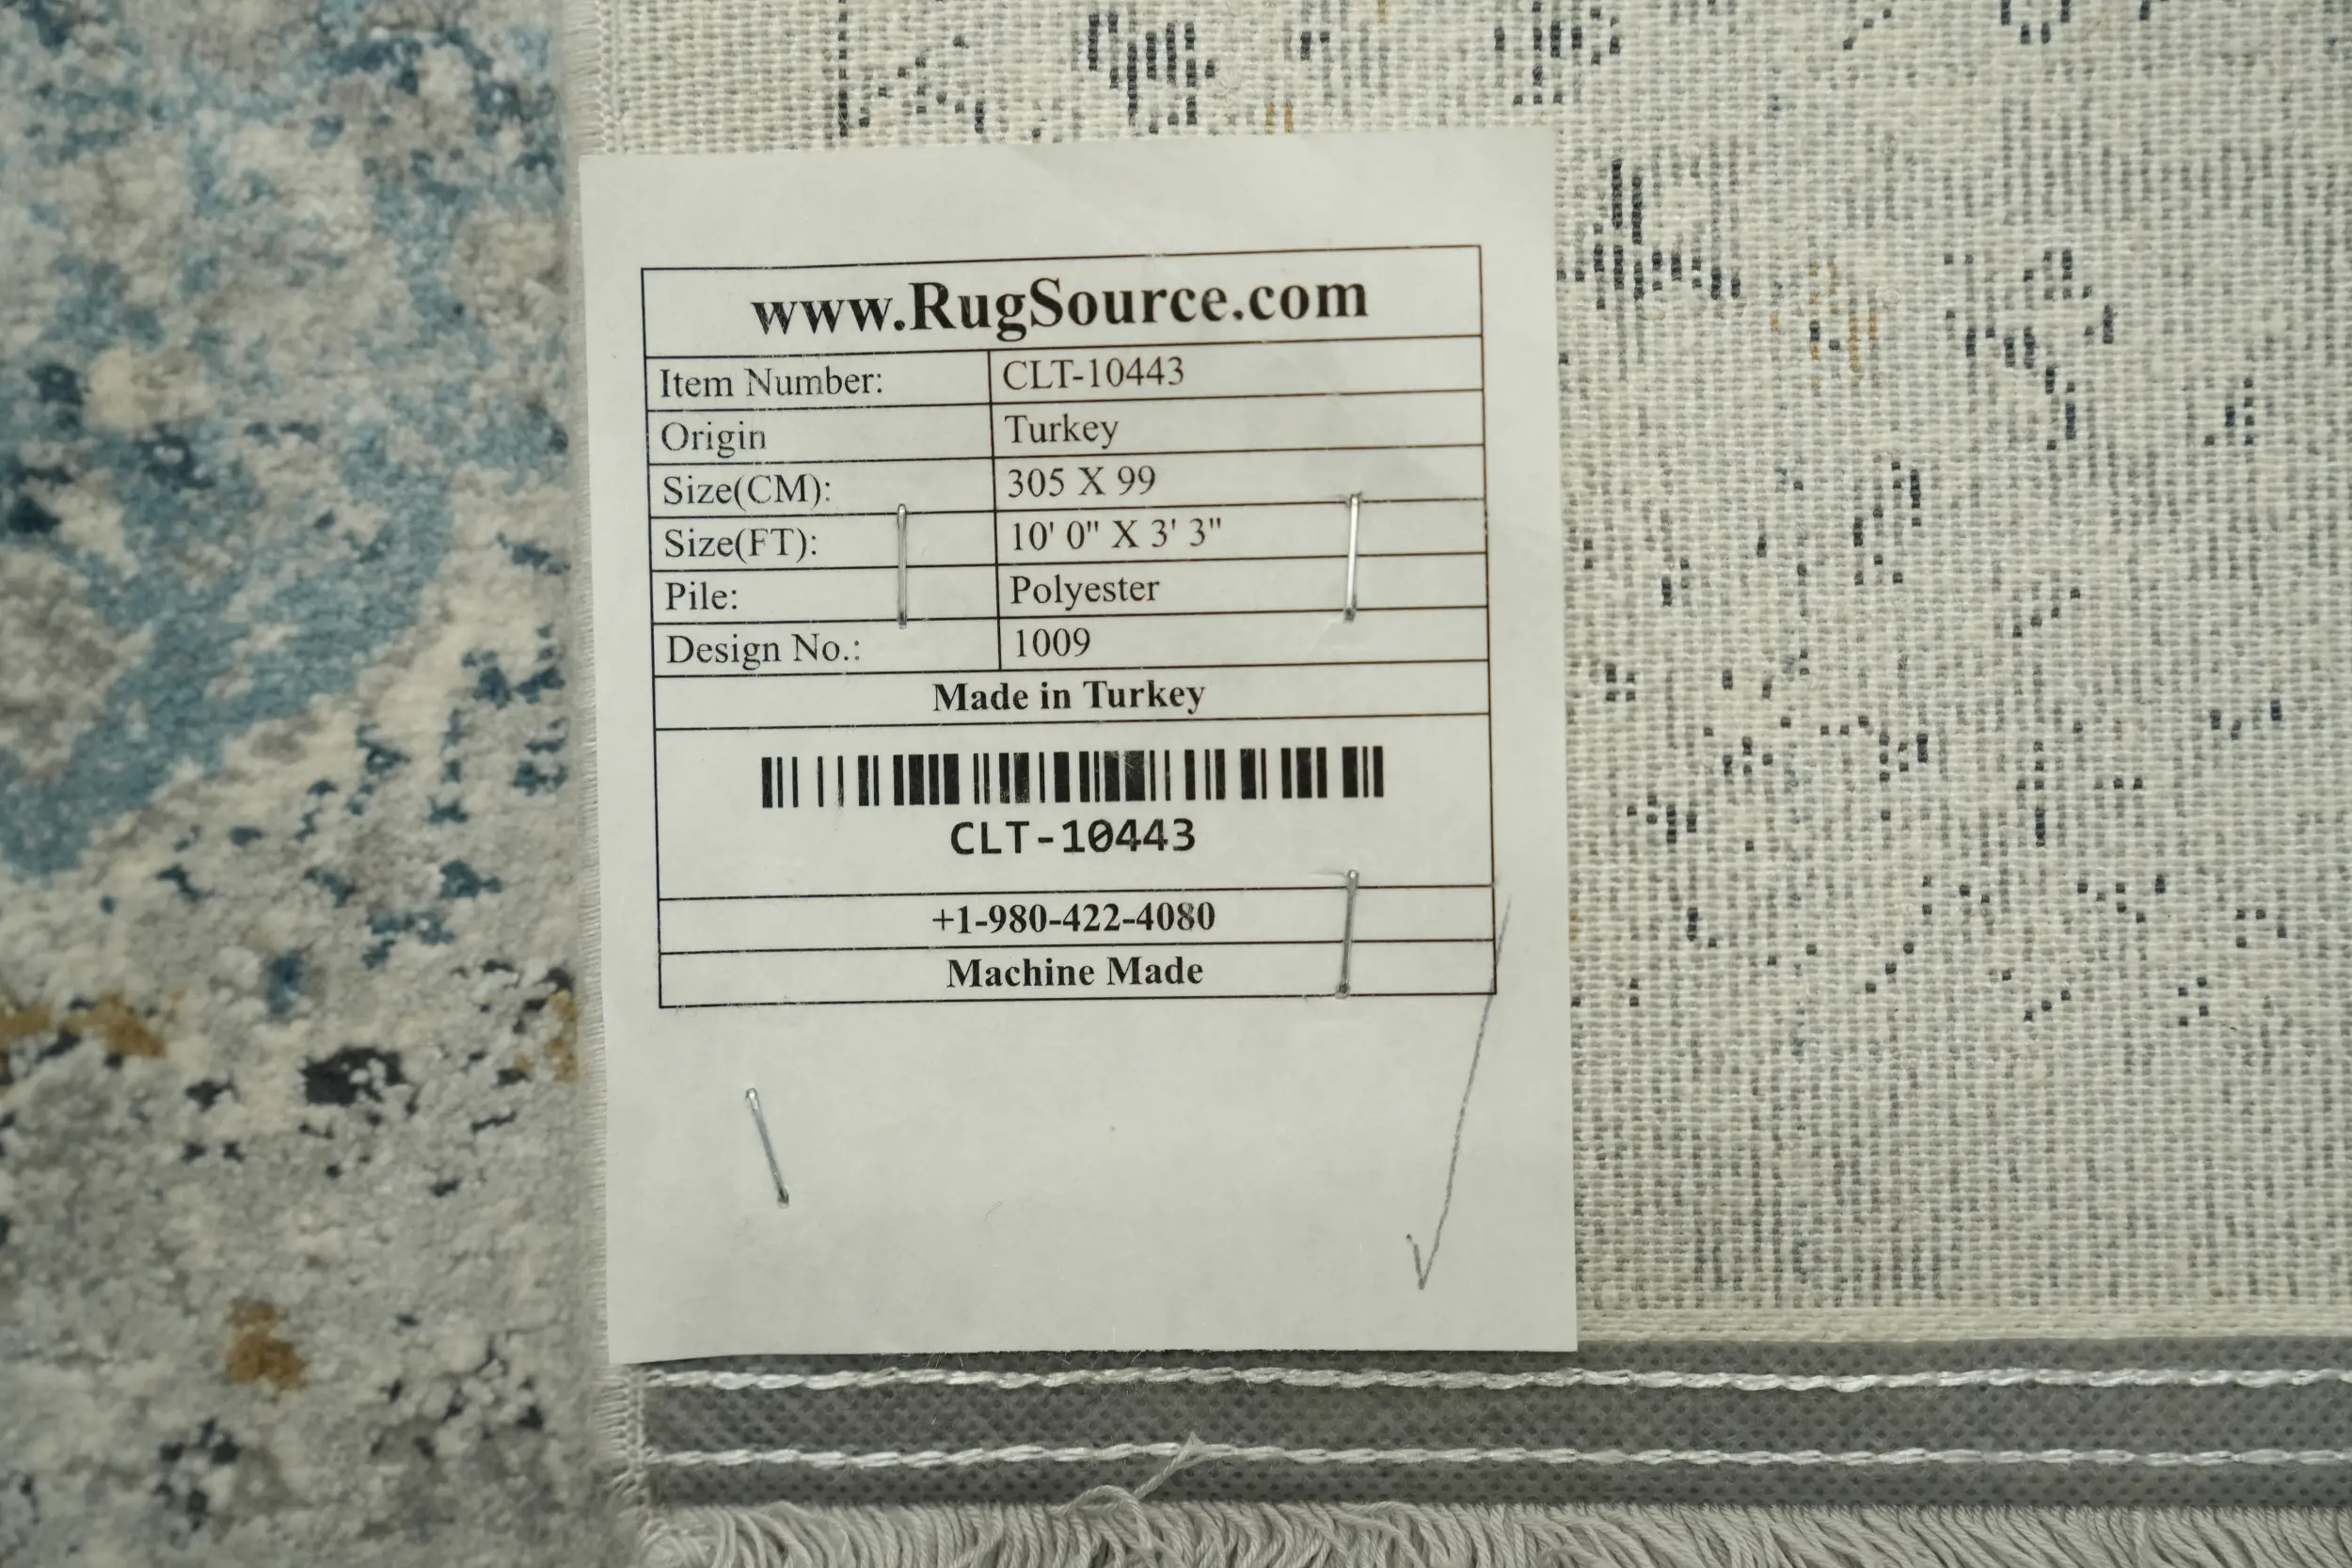 www.RugSource.com
Item Number: CLT-10443
Origin Turkey
Size(CM): 305 X 99
Size(FT): 10' 0" X 3' 3"
Pile: Polyester
Design No.: 1009
Made in Turkey
CLT-10443
+1-980-422-4080
Machine Made